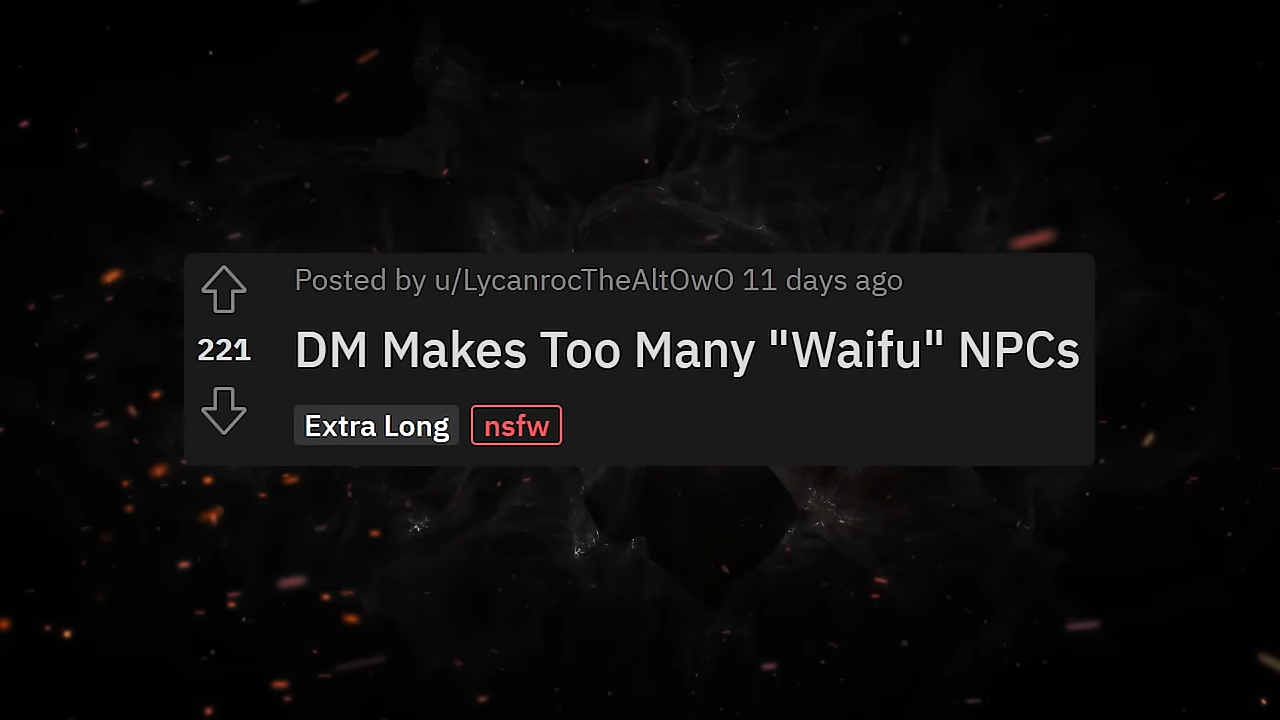 Posted by u/LycanrocTheAltOwO 11 days ago
221
DM Makes Too Many "Waifu" NPCs
Extra Long nsfw